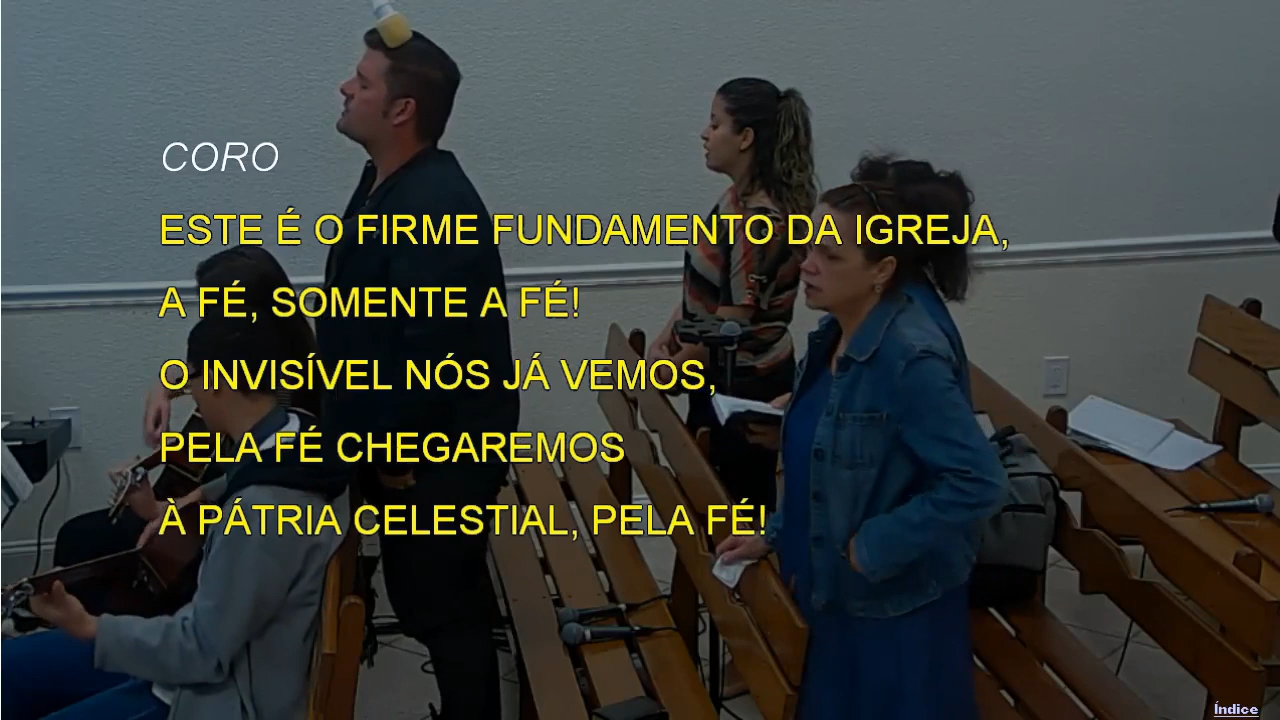 CORO
ESTE É O FIRME FUNDAMENTO DA IGREJA,
A FÉ, SOMENTE A FÉ!
O INVISÍVEL NÓS JÁ VEMOS,
PELA FÉ CHEGAREMOS
À PÁTRIA CELESTIAL, PELA FÉ!
Índice